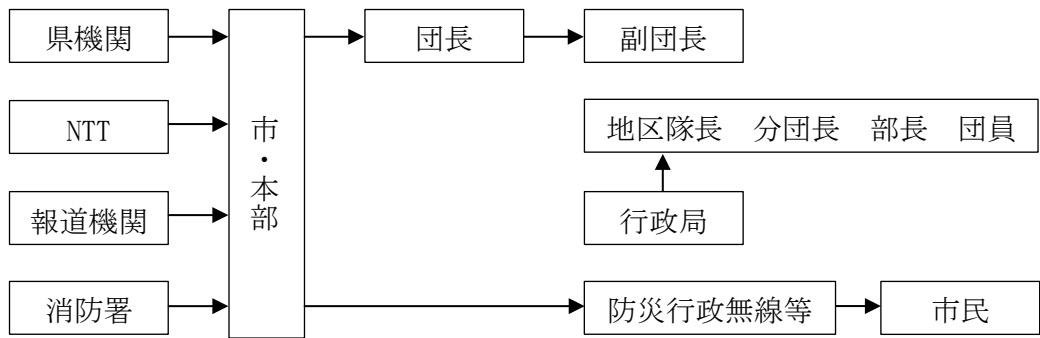 県機関
団長
副団長
NTT
市・本部
地区隊長 分団長 部長 団員
報道機関
行政局
消防署
防災行政無線等
市民